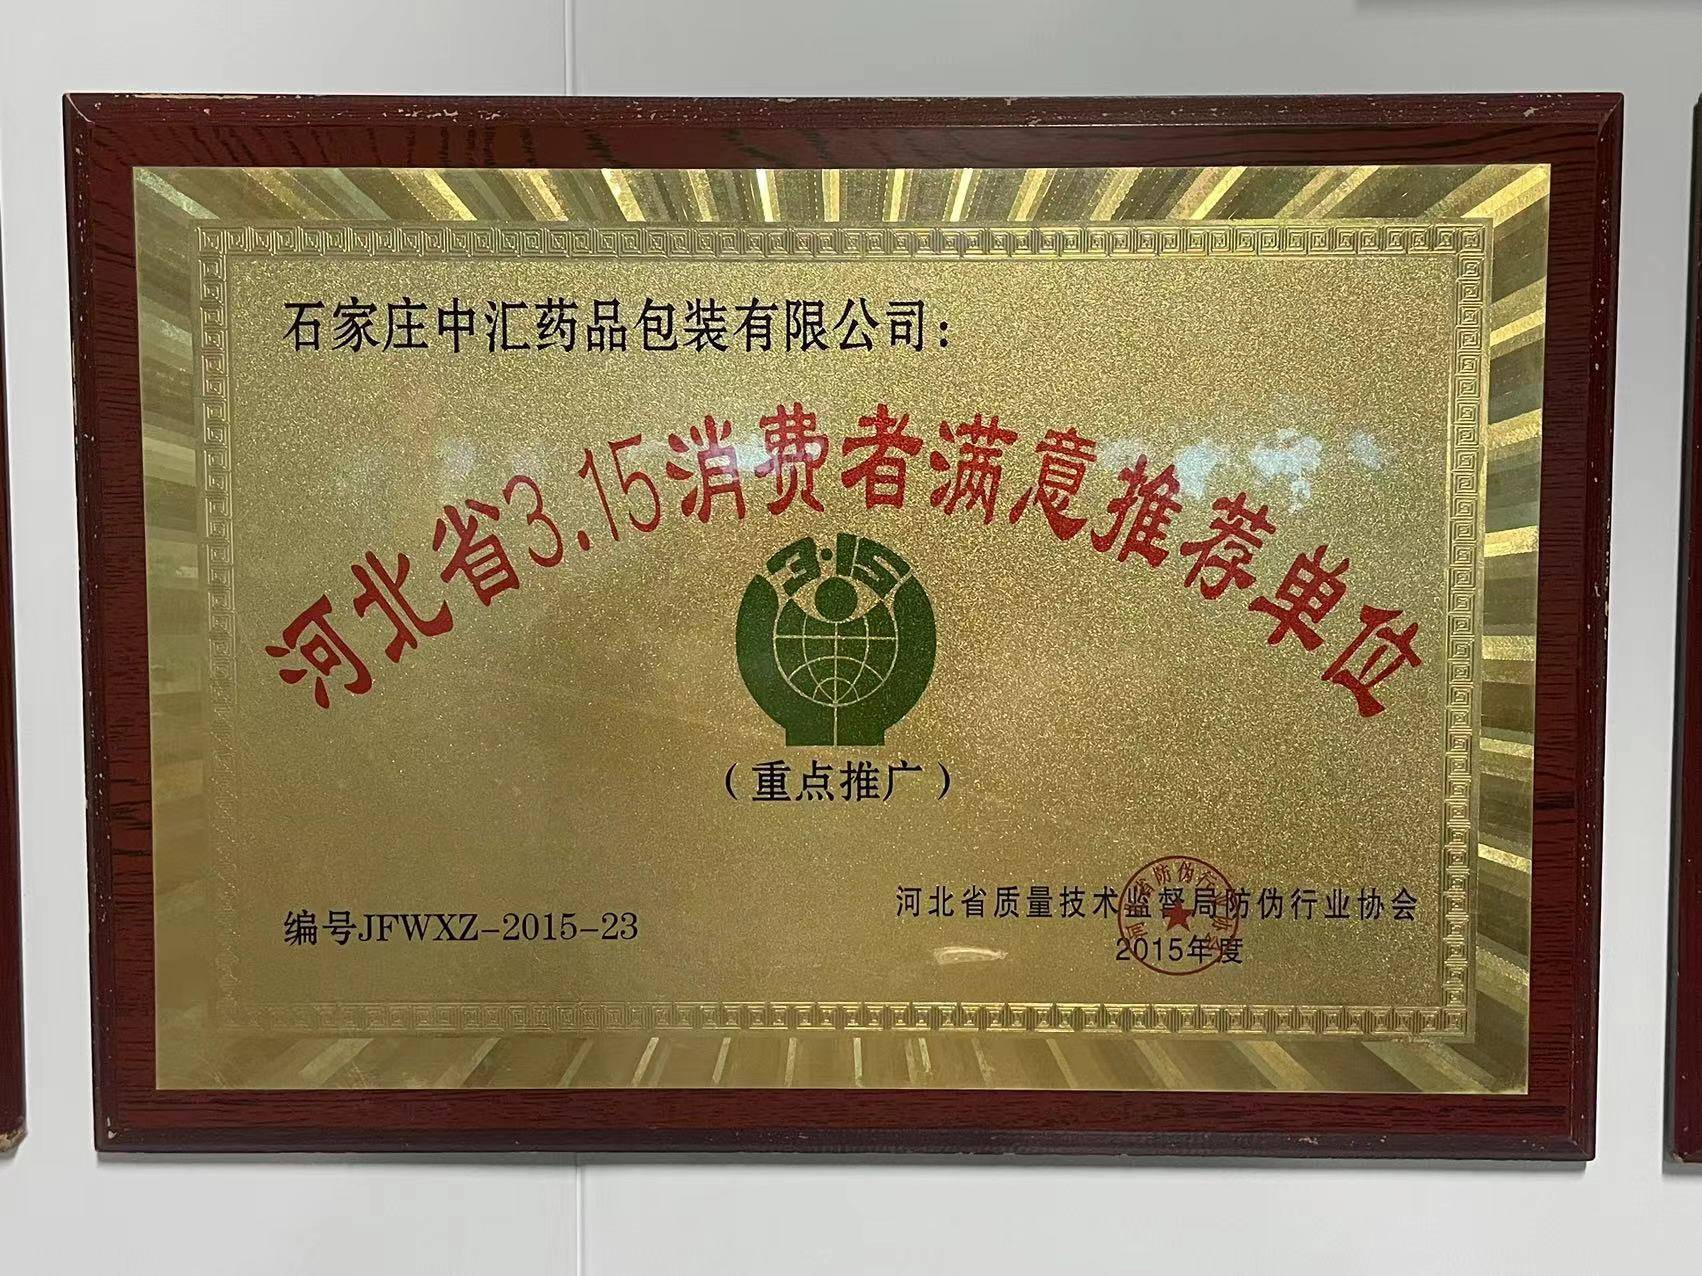 石家庄中汇药品包装有限公司：
河北省3.15消费者满意推荐单位
3·15
（重点推广）
编号JFWXZ-2015-23
河北省质量技术监督局防伪行业协会
2015年度